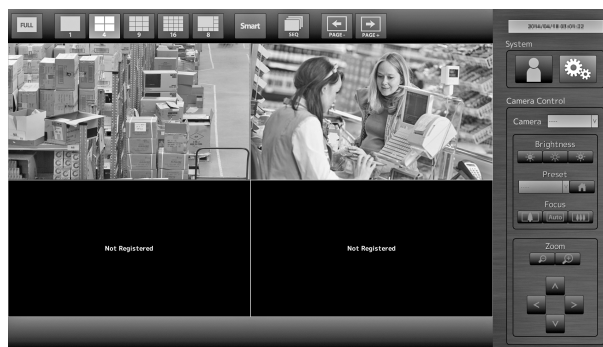 FULL
1
4
9
16
8
Smart
SEQ
PAGE-
PAGE+
2014/04/18 03:01:22
System
Camera Control
Camera
Brightness
Preset
Focus
Auto
Zoom
Not Registered
Not Registered